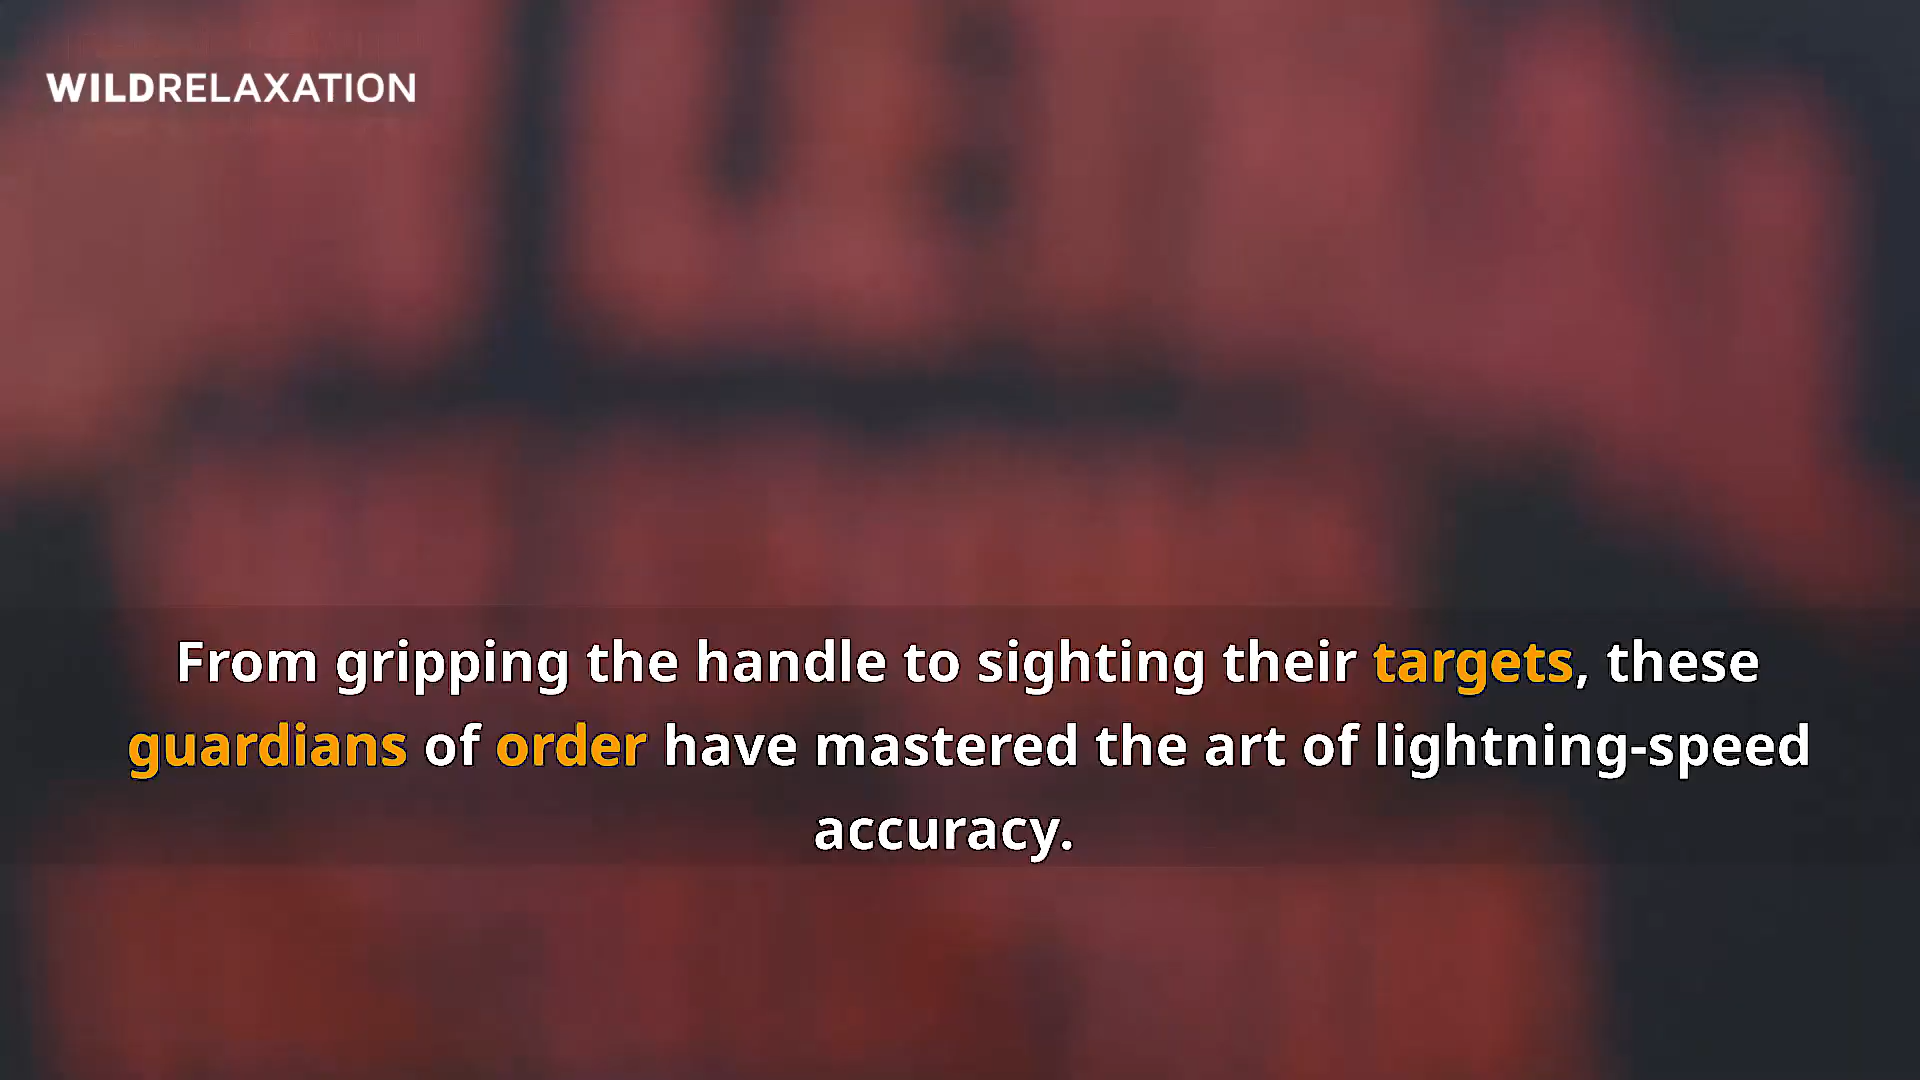 WILDRELAXATION
From gripping the handle to sighting their targets, these
guardians of order have mastered the art of lightning-speed
accuracy.